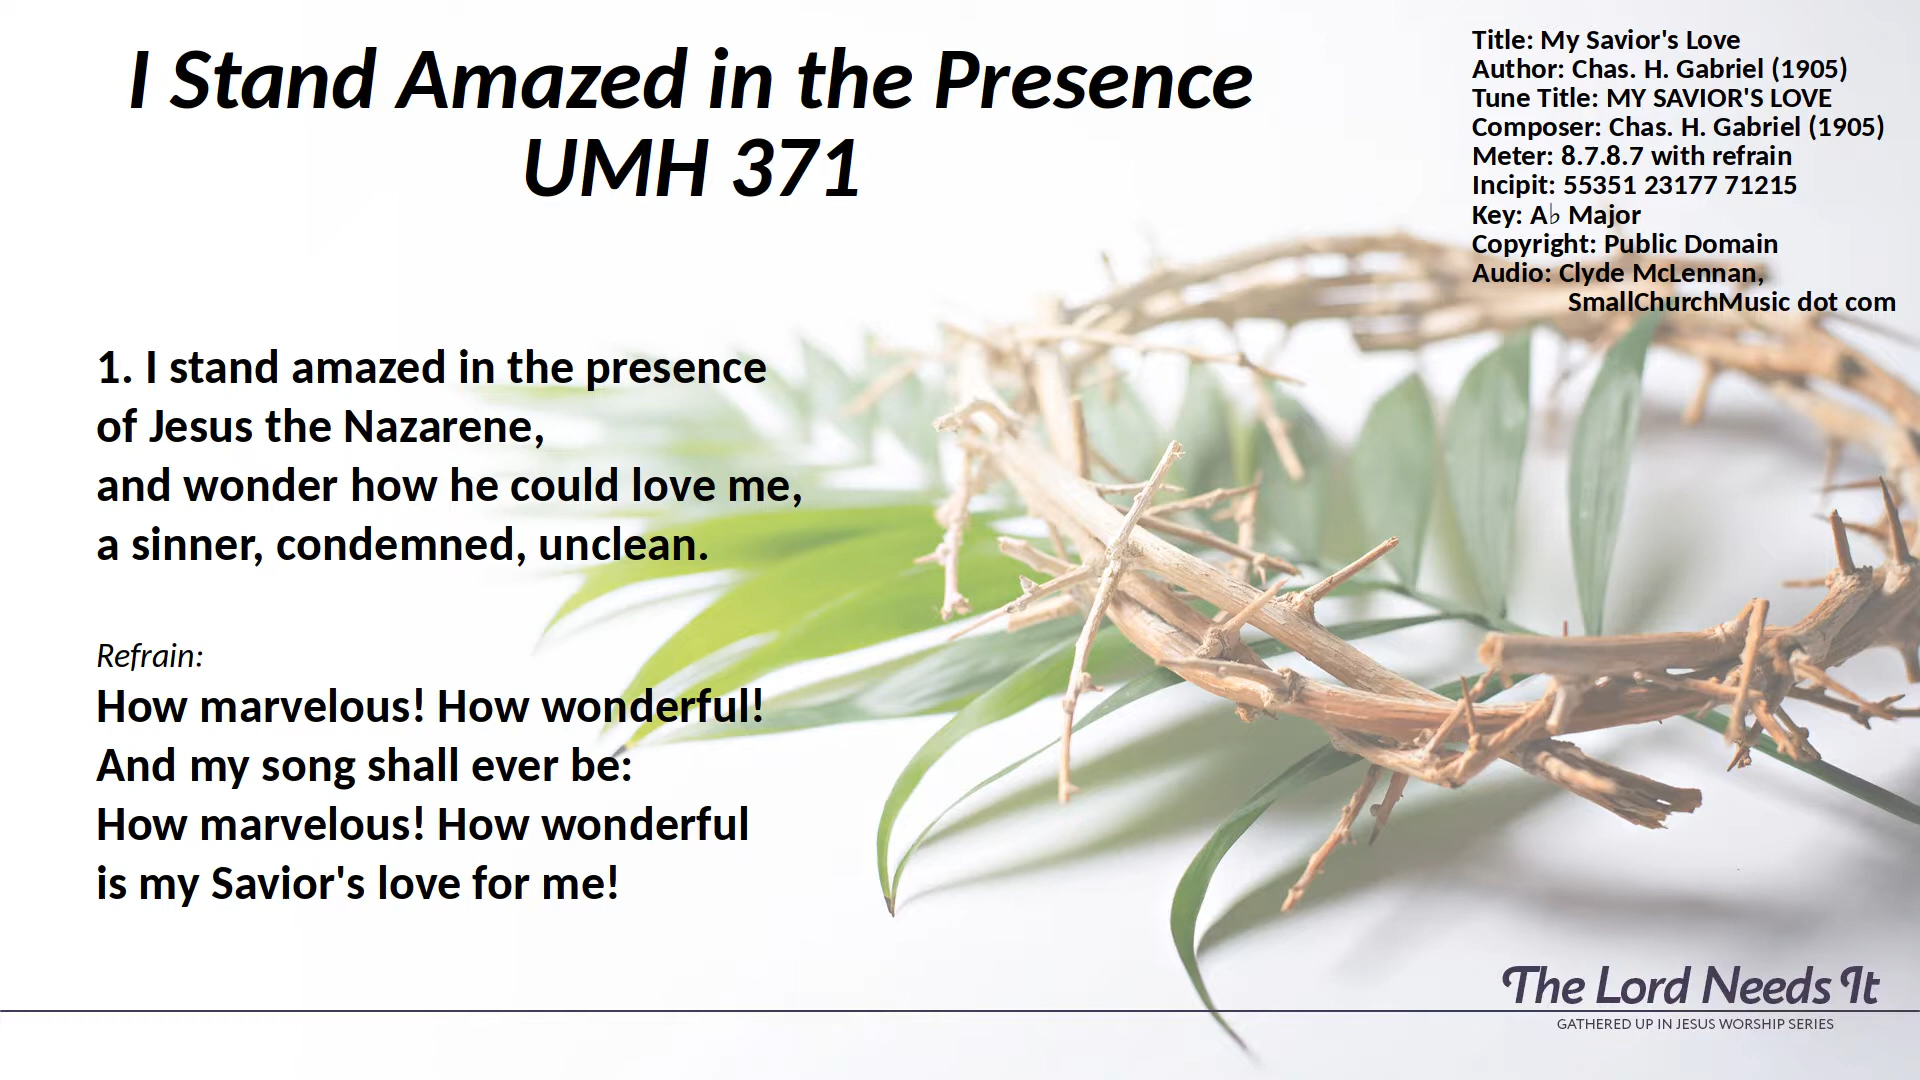 I Stand Amazed in the Presence
UMH 371
Title: My Savior's Love
Author: Chas. H. Gabriel (1905)
Tune Title: MY SAVIOR'S LOVE
Composer: Chas. H. Gabriel (1905)
Meter: 8.7.8.7 with refrain
Incipit: 55351 23177 71215
Key: A♭ Major
Copyright: Public Domain
Audio: Clyde McLennan,
SmallChurchMusic dot com
1. I stand amazed in the presence
of Jesus the Nazarene,
and wonder how he could love me,
a sinner, condemned, unclean.
Refrain:
How marvelous! How wonderful!
And my song shall ever be:
How marvelous! How wonderful
is my Savior's love for me!
The Lord Needs It
GATHERED UP IN JESUS WORSHIP SERIES